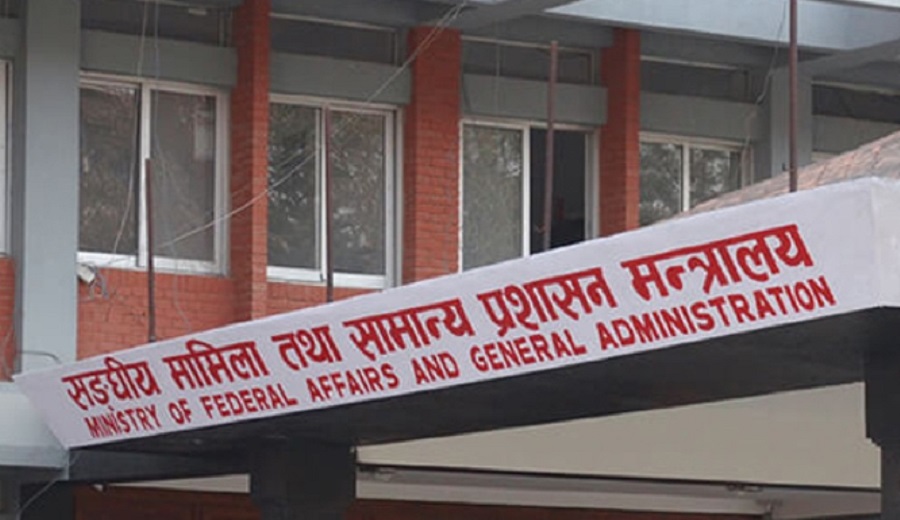 सङ्घीय मामिला तथा सामान्य प्रशासन मन्त्रालय
MINISTRY OF FEDERAL AFFAIRS AND GENERAL ADMINISTRATION